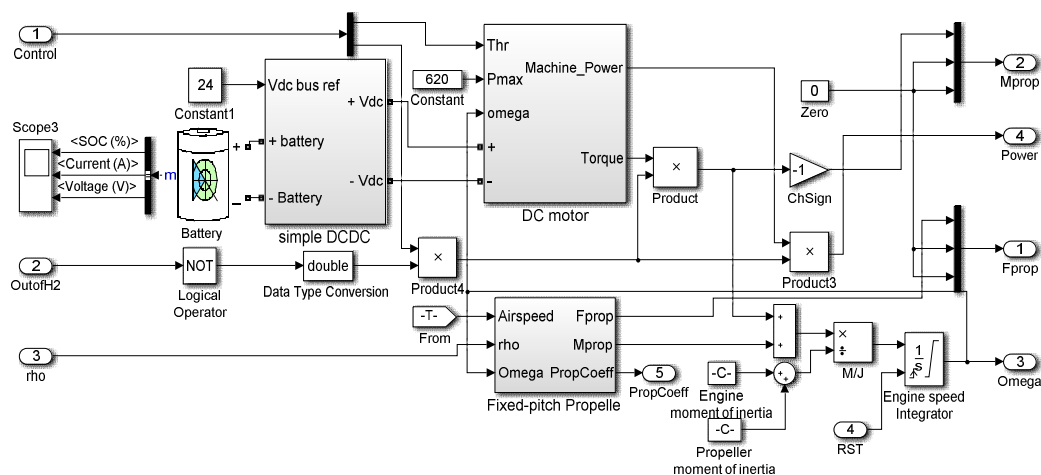 1
Control
24
Constant1
Vdc bus ref
+ Vdc
+ battery
- Vdc
- Battery
simple DCDC
Scope3
<SOC (%)>
<Current (A)>
<Voltage (V)>
m
+
_
Battery
620
Constant
Thr
Pmax
omega
+
-
Machine_Power
Torque
DC motor
×
Product
0
Zero
-1
ChSign
2
Mprop
4
Power
2
OutofH2
NOT
Logical
Operator
double
Data Type Conversion
×
Product4
×
Product3
1
Fprop
-T-
From
Airspeed
rho
Omega
Fprop
Mprop
PropCoeff
Fixed-pitch Propelle
5
PropCoeff
3
rho
+
+
-C-
Engine
moment of inertia
+
+
-C-
Propeller
moment of inertia
×
÷
M/J
1
s
Engine speed
Integrator
4
RST
3
Omega